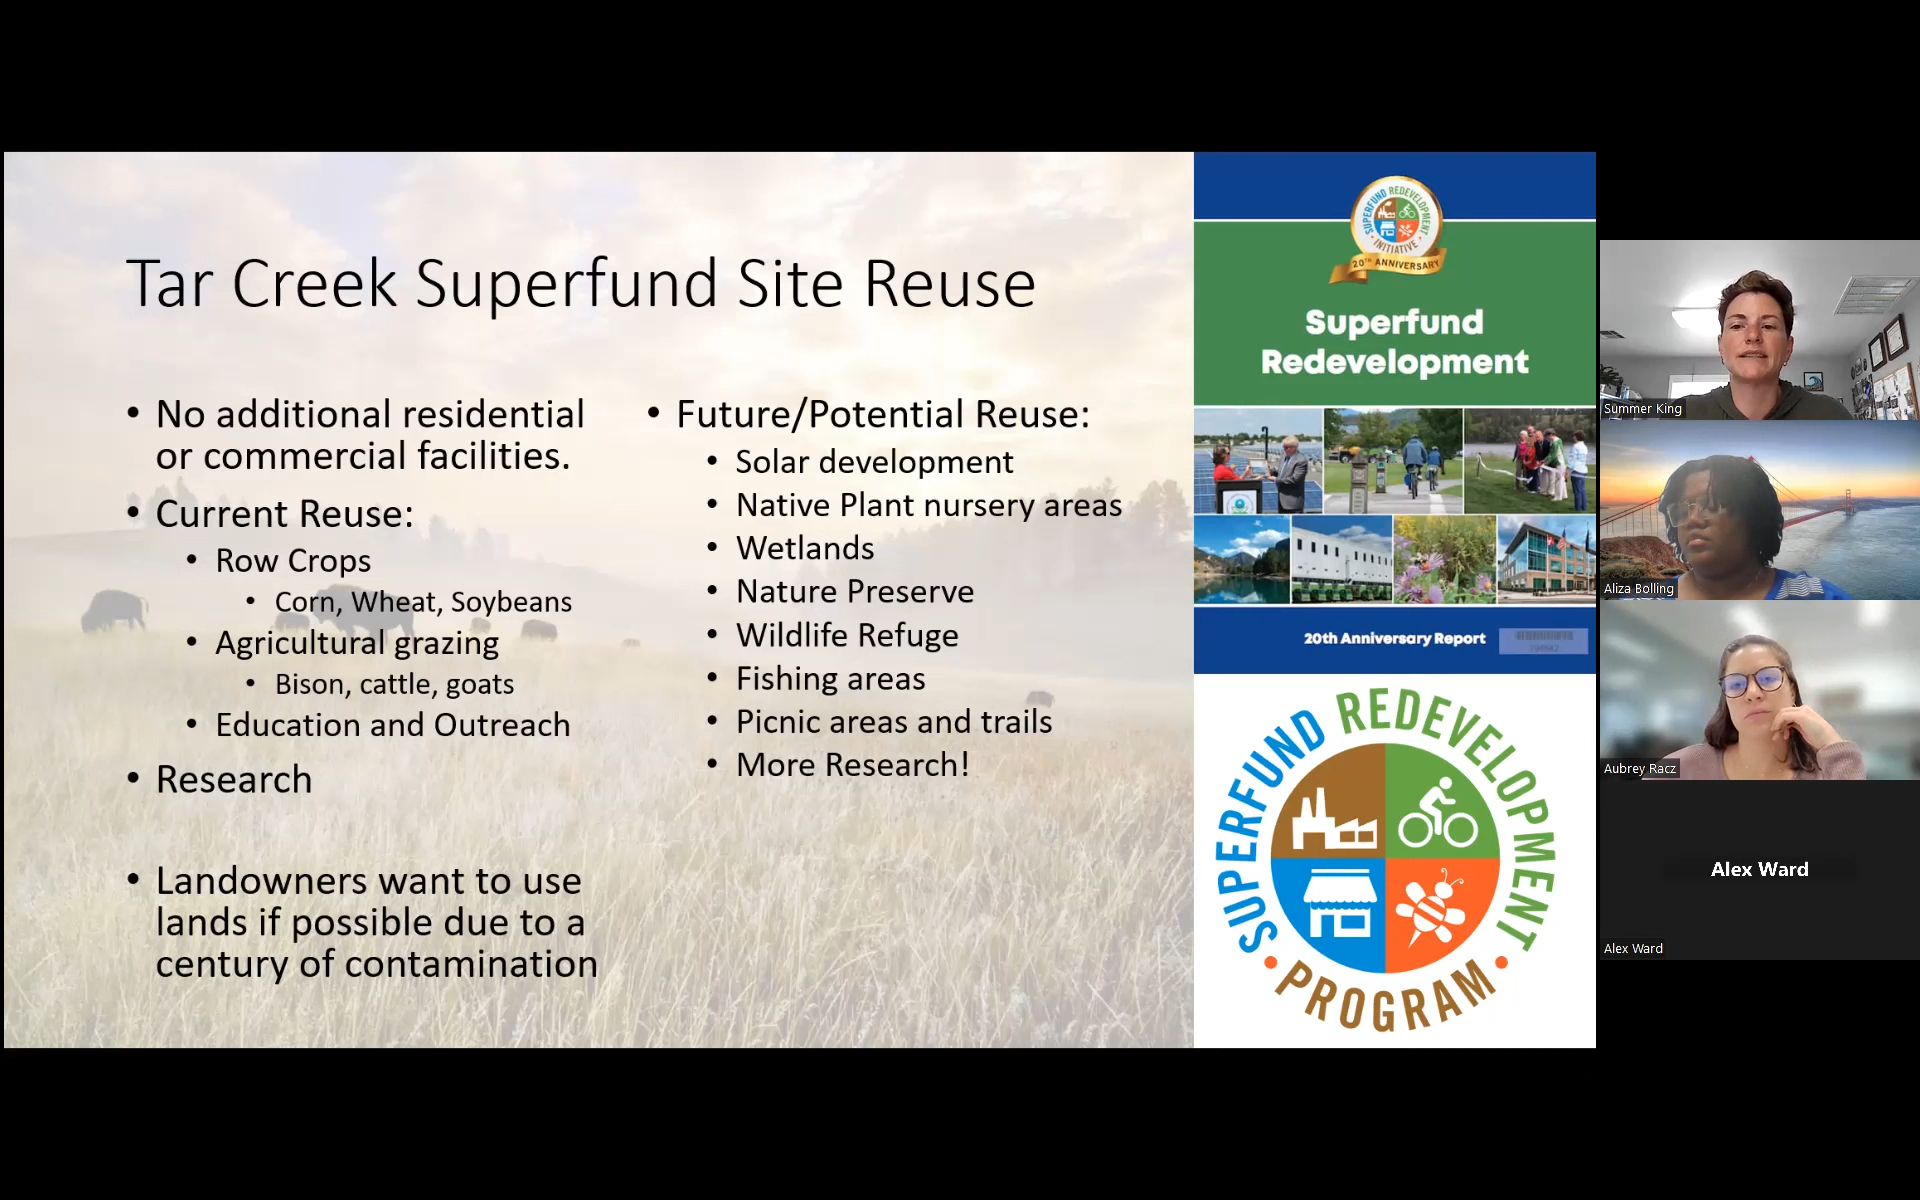 Tar Creek Superfund Site Reuse
• No additional residential
or commercial facilities.
• Current Reuse:
• Row Crops
• Corn, Wheat, Soybeans
• Agricultural grazing
• Bison, cattle, goats
• Education and Outreach
• Research
• Landowners want to use
lands if possible due to a
century of contamination
• Future/Potential Reuse:
• Solar development
• Native Plant nursery areas
• Wetlands
• Nature Preserve
• Wildlife Refuge
• Fishing areas
• Picnic areas and trails
• More Research!
SUPERFUND REDEVELOPMENT
• INITIATIVE •
20TH ANNIVERSARY
Superfund
Redevelopment
20th Anniversary Report
SUPERFUND REDEVELOPMENT
• PROGRAM •
Summer King
Aliza Bolling
Aubrey Racz
Alex Ward
Alex Ward